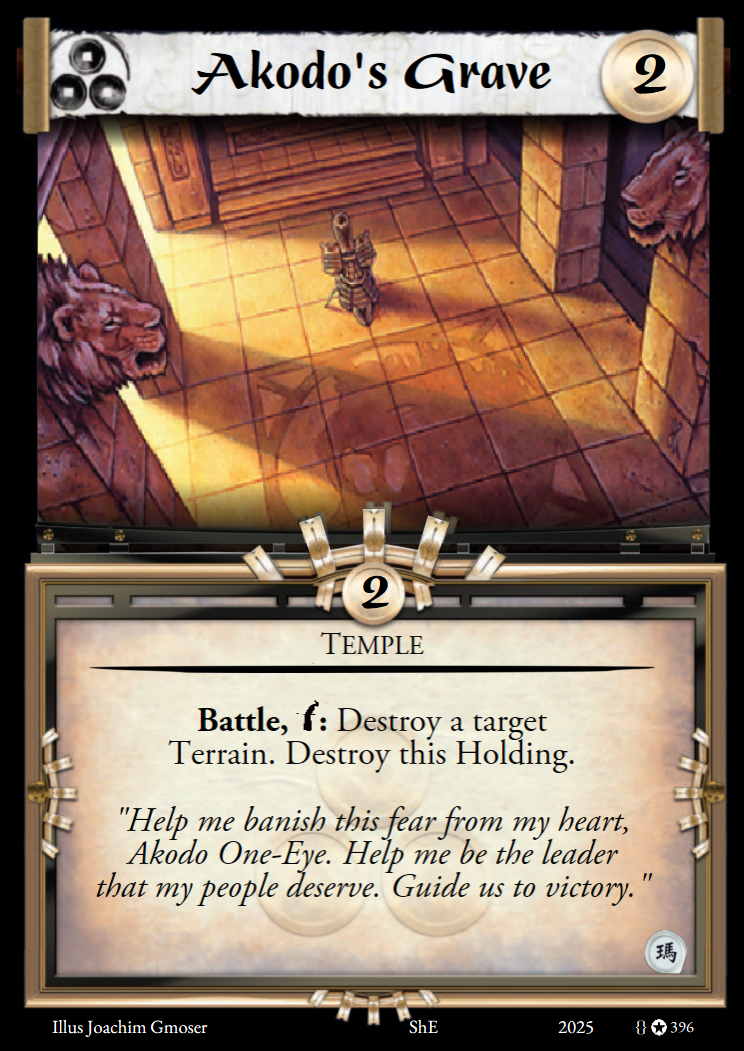 Akodo's Grave
2
2
TEMPLE
Battle, : Destroy a target
Terrain. Destroy this Holding.
"Help me banish this fear from my heart,
Akodo One-Eye. Help me be the leader
that my people deserve. Guide us to victory."
瑪
Illus Joachim Gmoser ShE 2025 {} 396